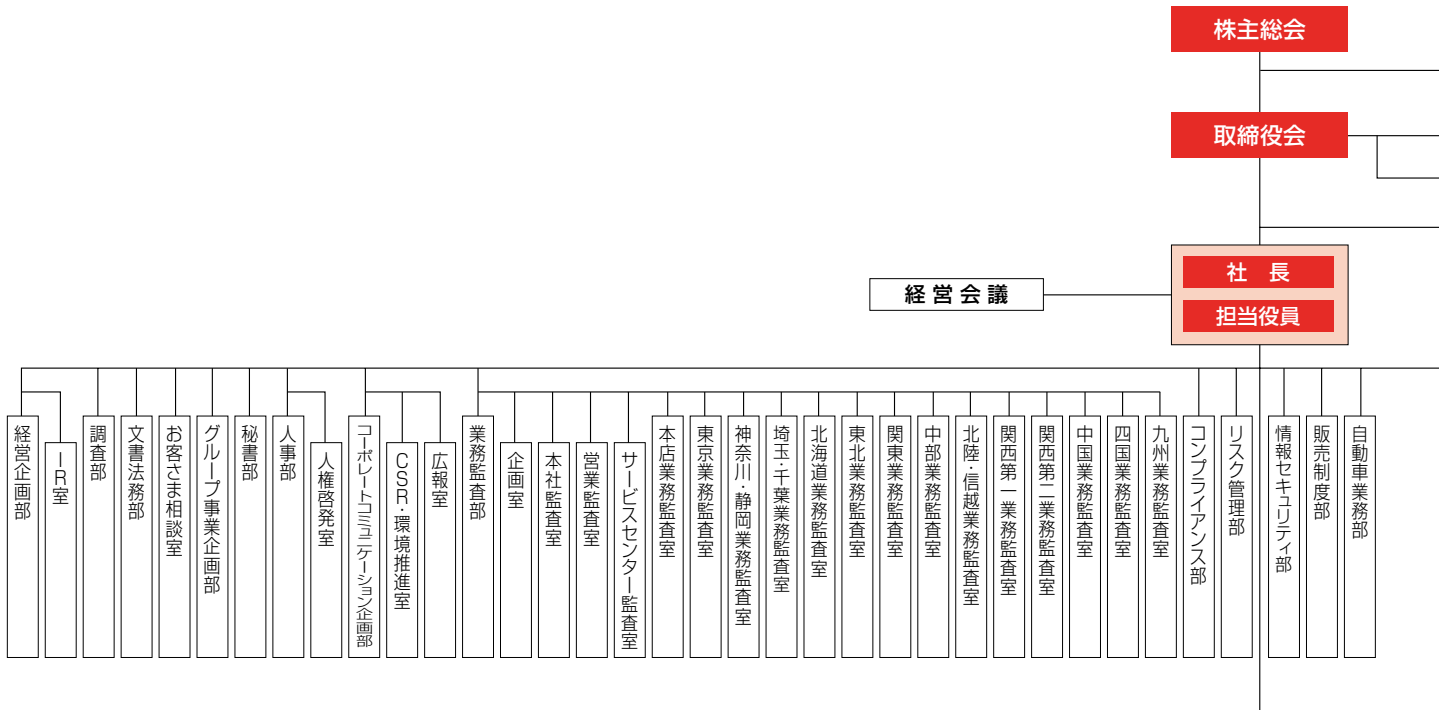 株主総会
取締役会
社　長
担当役員
経営会議
経営企画部
IR室
調査部
文書法務部
お客さま相談室
グループ事業企画部
秘書部
人事部
人権啓発室
コーポレートコミュニケーション企画部
CSR・環境推進室
広報室
業務監査部
企画室
本社監査室
営業監査室
サービスセンター監査室
本店業務監査室
東京業務監査室
神奈川・静岡業務監査室
埼玉・千葉業務監査室
北海道業務監査室
東北業務監査室
関東業務監査室
中部業務監査室
北陸・信越業務監査室
関西第一業務監査室
関西第二業務監査室
中国業務監査室
四国業務監査室
九州業務監査室
コンプライアンス部
リスク管理部
情報セキュリティ部
販売制度部
自動車業務部